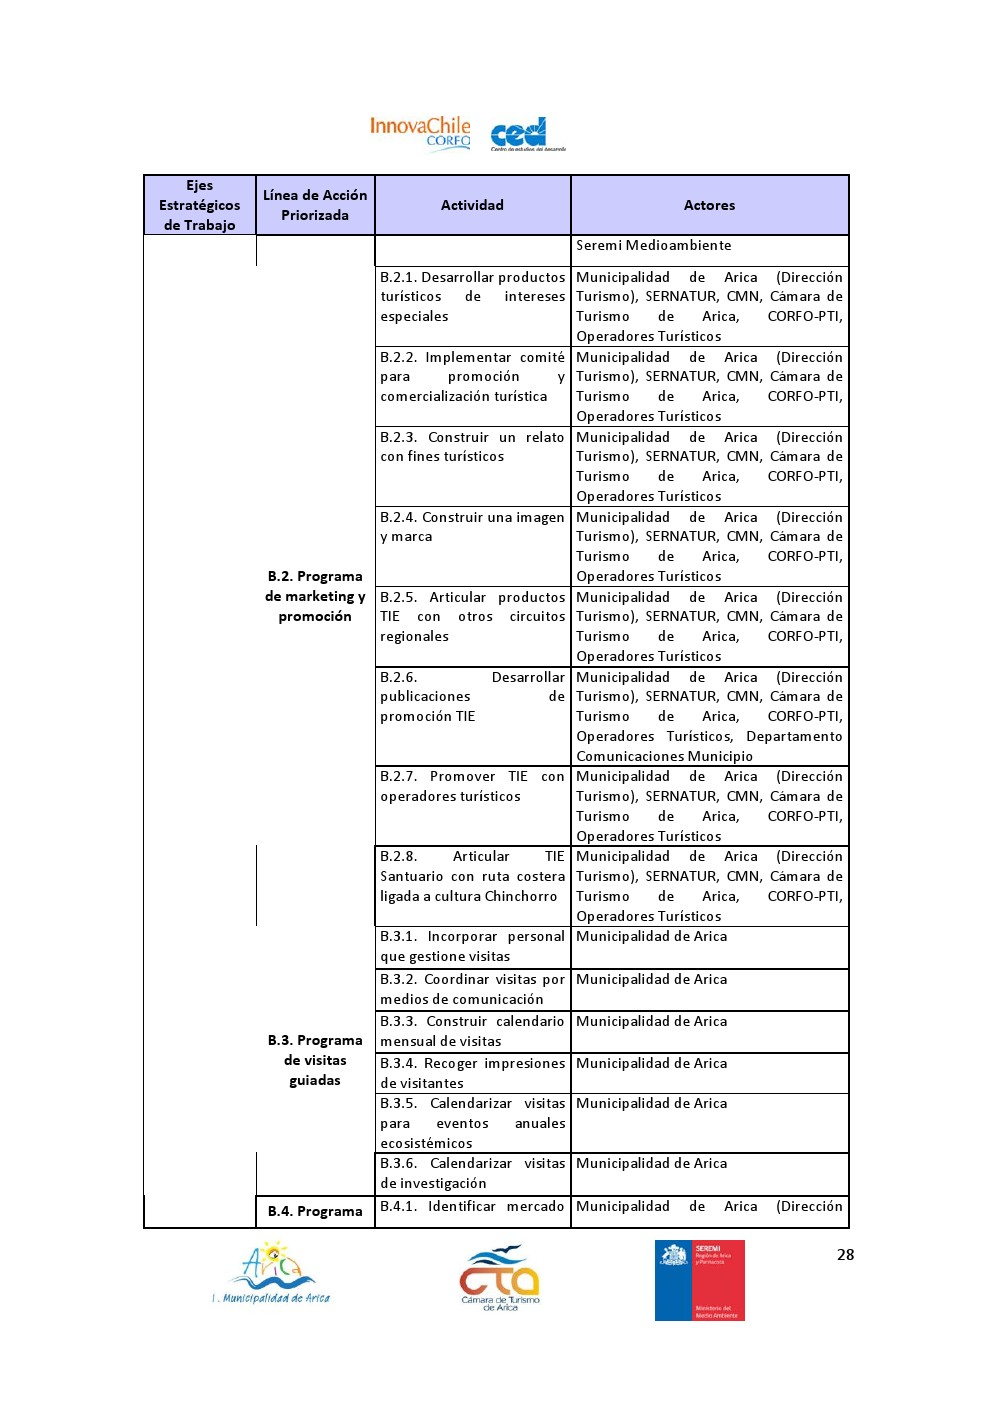 InnovaChile
CORFO
ced
Centro de estudios del desarrollo
Ejes
Estratégicos
de Trabajo
Línea de Acción
Priorizada
Actividad
Actores
Seremi Medioambiente
B.2. Programa
de marketing y
promoción
B.2.1. Desarrollar productos
turísticos de intereses
especiales
Municipalidad de Arica (Dirección
Turismo), SERNATUR, CMN, Cámara de
Turismo de Arica, CORFO-PTI,
Operadores Turísticos
B.2.2. Implementar comité
para promoción y
comercialización turística
Municipalidad de Arica (Dirección
Turismo), SERNATUR, CMN, Cámara de
Turismo de Arica, CORFO-PTI,
Operadores Turísticos
B.2.3. Construir un relato
con fines turísticos
Municipalidad de Arica (Dirección
Turismo), SERNATUR, CMN, Cámara de
Turismo de Arica, CORFO-PTI,
Operadores Turísticos
B.2.4. Construir una imagen
y marca
Municipalidad de Arica (Dirección
Turismo), SERNATUR, CMN, Cámara de
Turismo de Arica, CORFO-PTI,
Operadores Turísticos
B.2.5. Articular productos
TIE con otros circuitos
regionales
Municipalidad de Arica (Dirección
Turismo), SERNATUR, CMN, Cámara de
Turismo de Arica, CORFO-PTI,
Operadores Turísticos
B.2.6. Desarrollar
publicaciones de
promoción TIE
Municipalidad de Arica (Dirección
Turismo), SERNATUR, CMN, Cámara de
Turismo de Arica, CORFO-PTI,
Operadores Turísticos, Departamento
Comunicaciones Municipio
B.2.7. Promover TIE con
operadores turísticos
Municipalidad de Arica (Dirección
Turismo), SERNATUR, CMN, Cámara de
Turismo de Arica, CORFO-PTI,
Operadores Turísticos
B.2.8. Articular TIE
Santuario con ruta costera
ligada a cultura Chinchorro
Municipalidad de Arica (Dirección
Turismo), SERNATUR, CMN, Cámara de
Turismo de Arica, CORFO-PTI,
Operadores Turísticos
B.3. Programa
de visitas
guiadas
B.3.1. Incorporar personal
que gestione visitas
Municipalidad de Arica
B.3.2. Coordinar visitas por
medios de comunicación
Municipalidad de Arica
B.3.3. Construir calendario
mensual de visitas
Municipalidad de Arica
B.3.4. Recoger impresiones
de visitantes
Municipalidad de Arica
B.3.5. Calendarizar visitas
para eventos anuales
ecosistémicos
Municipalidad de Arica
B.3.6. Calendarizar visitas
de investigación
Municipalidad de Arica
B.4. Programa
B.4.1. Identificar mercado
Municipalidad de Arica (Dirección
Arica
I. Municipalidad de Arica
CTA
Cámara de Turismo
de Arica
SEREMI
Región de Arica
y Parinacota
Ministerio del
Medio Ambiente
28